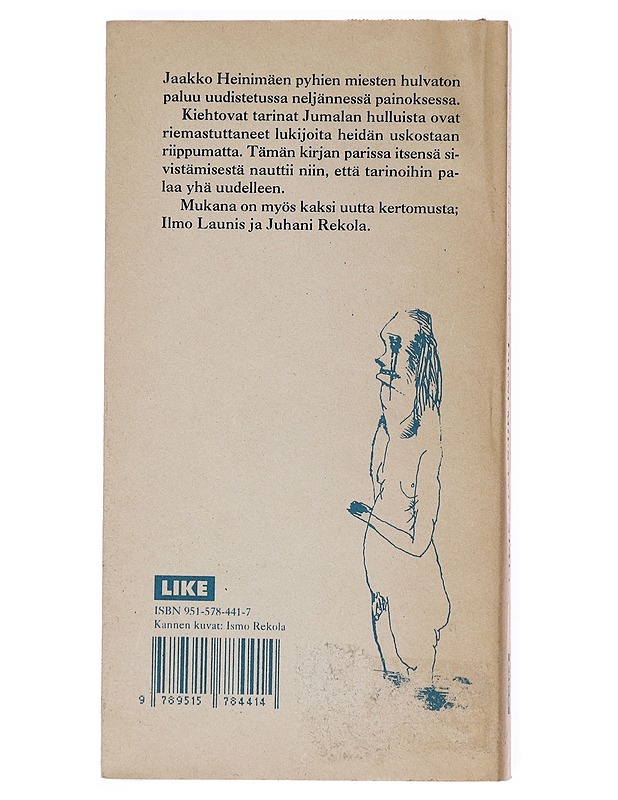 Jaakko Heinimäen pyhien miesten hulvaton
paluu uudistetussa neljännessä painoksessa.
Kiehtovat tarinat Jumalan hulluista ovat
riemastuttaneet lukijoita heidän uskostaan
riippumatta. Tämän kirjan parissa itsensä si-
vistämisestä nauttii niin, että tarinoihin pa-
laa yhä uudelleen.
Mukana on myös kaksi uutta kertomusta;
Ilmo Launis ja Juhani Rekola.
LIKE
ISBN 951-578-441-7
Kannen kuvat: Ismo Rekola
9 789515 784414